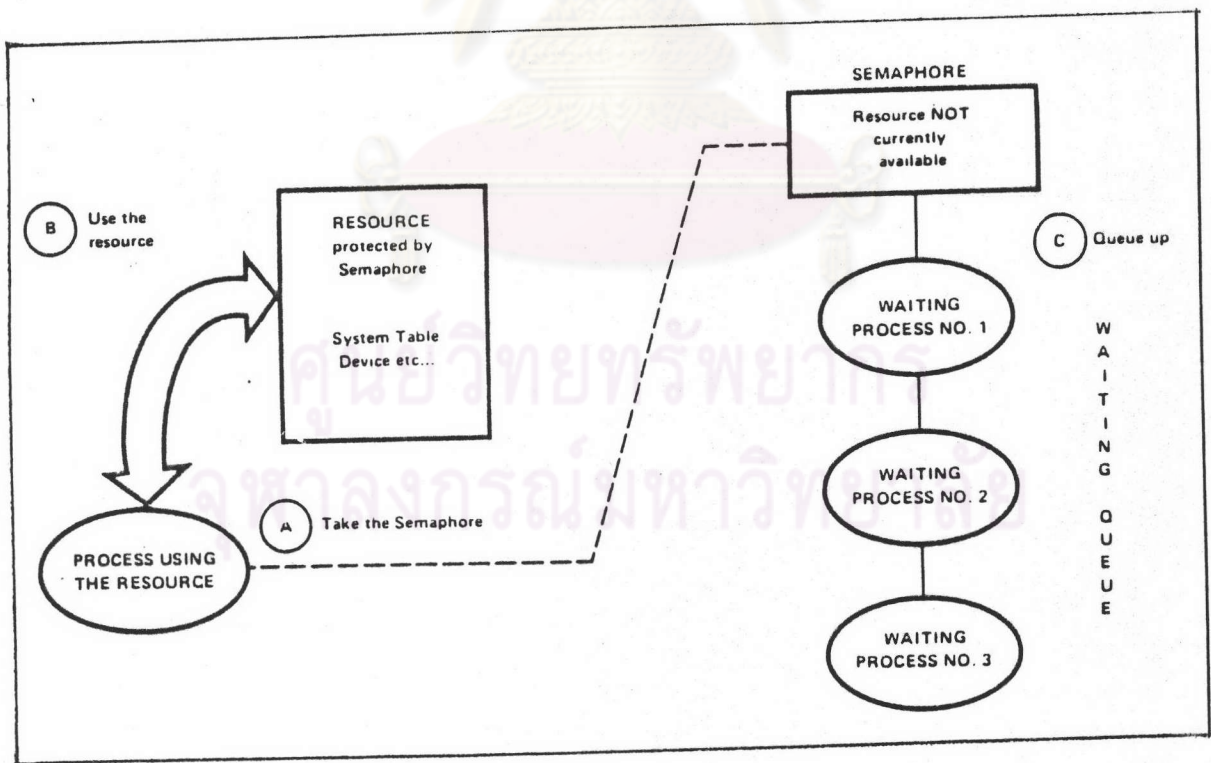 SEMAPHORE
Resource NOT
currently
available
B
Use the
resource
RESOURCE
protected by
Semaphore
System Table
Device etc...
C
Queue up
WAITING
PROCESS NO. 1
WAITING QUEUE
WAITING
PROCESS NO. 2
A
Take the Semaphore
PROCESS USING
THE RESOURCE
WAITING
PROCESS NO. 3
ศูนย์วิทยทรัพยากร
จุฬาลงกรณ์มหาวิทยาลัย